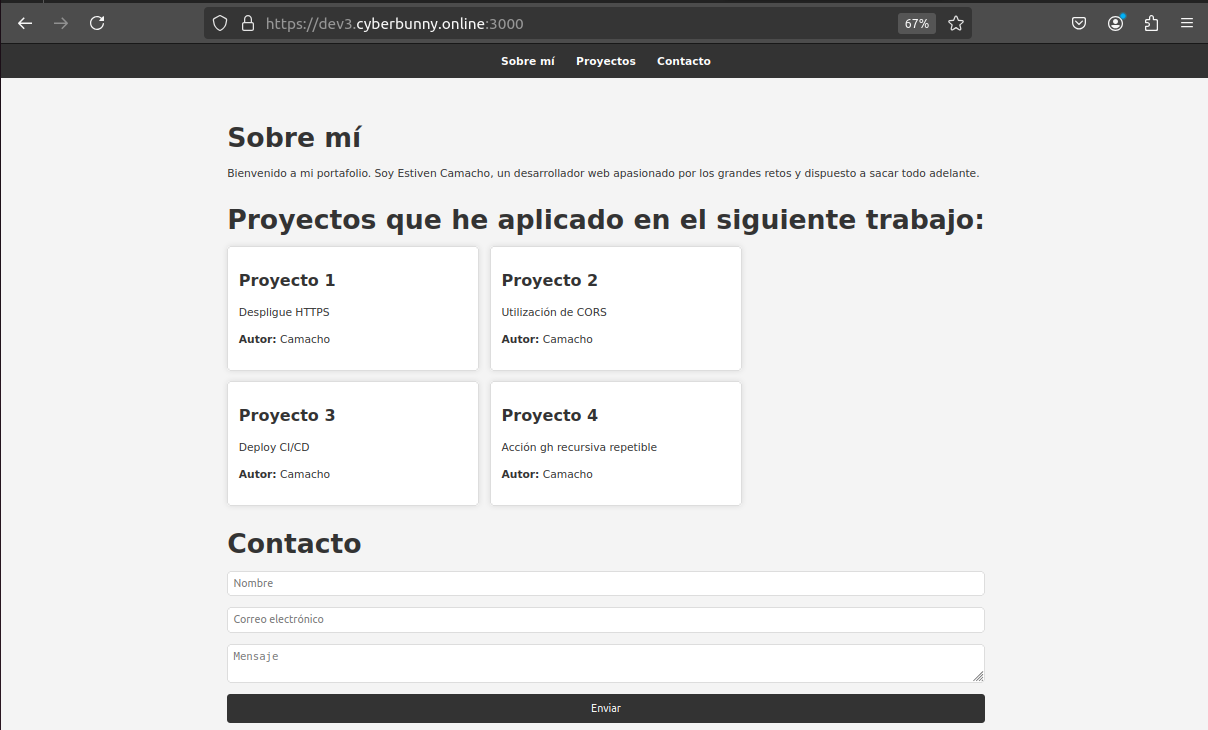 https://dev3.cyberbunny.online:3000
67%
Sobre mí Proyectos Contacto
Sobre mí
Bienvenido a mi portafolio. Soy Estiven Camacho, un desarrollador web apasionado por los grandes retos y dispuesto a sacar todo adelante.
Proyectos que he aplicado en el siguiente trabajo:
Proyecto 1
Despligue HTTPS
Autor: Camacho
Proyecto 2
Utilización de CORS
Autor: Camacho
Proyecto 3
Deploy CI/CD
Autor: Camacho
Proyecto 4
Acción gh recursiva repetible
Autor: Camacho
Contacto
Nombre
Correo electrónico
Mensaje
Enviar